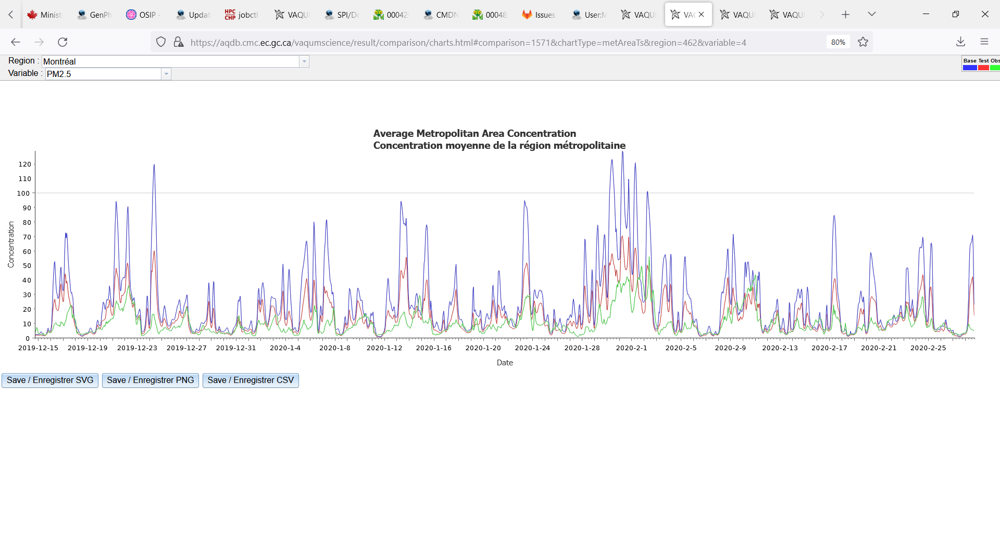 Minist
GenPh
OSIP -
Updat
HPC
CHP
jobctl
VAQU
SPI/Do
00042
CMDN
00048
Issues
User:M
VAQU
VAQ
VAQU
VAQU
https://aqdb.cmc.ec.gc.ca/vaqumscience/result/comparison/charts.html#comparison=1571&chartType=metAreaTs&region=462&variable=4
80%
Region : Montréal
Variable : PM2.5
Base Test Obs
Average Metropolitan Area Concentration
Concentration moyenne de la région métropolitaine
120
110
100
90
80
70
60
50
40
30
20
10
0
Concentration
2019-12-15 2019-12-19 2019-12-23 2019-12-27 2019-12-31 2020-1-4 2020-1-8 2020-1-12 2020-1-16 2020-1-20 2020-1-24 2020-1-28 2020-2-1 2020-2-5 2020-2-9 2020-2-13 2020-2-17 2020-2-21 2020-2-25
Date
Save / Enregistrer SVG Save / Enregistrer PNG Save / Enregistrer CSV